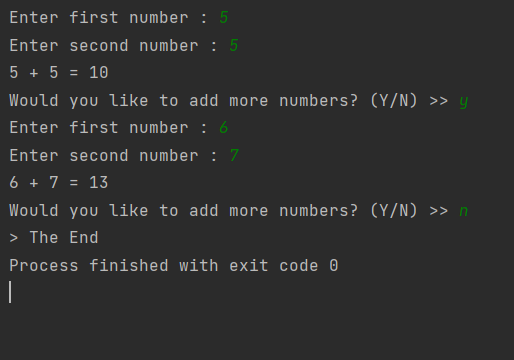 Enter first number : 5
Enter second number : 5
5 + 5 = 10
Would you like to add more numbers? (Y/N) >> y
Enter first number : 6
Enter second number : 7
6 + 7 = 13
Would you like to add more numbers? (Y/N) >> n
> The End
Process finished with exit code 0